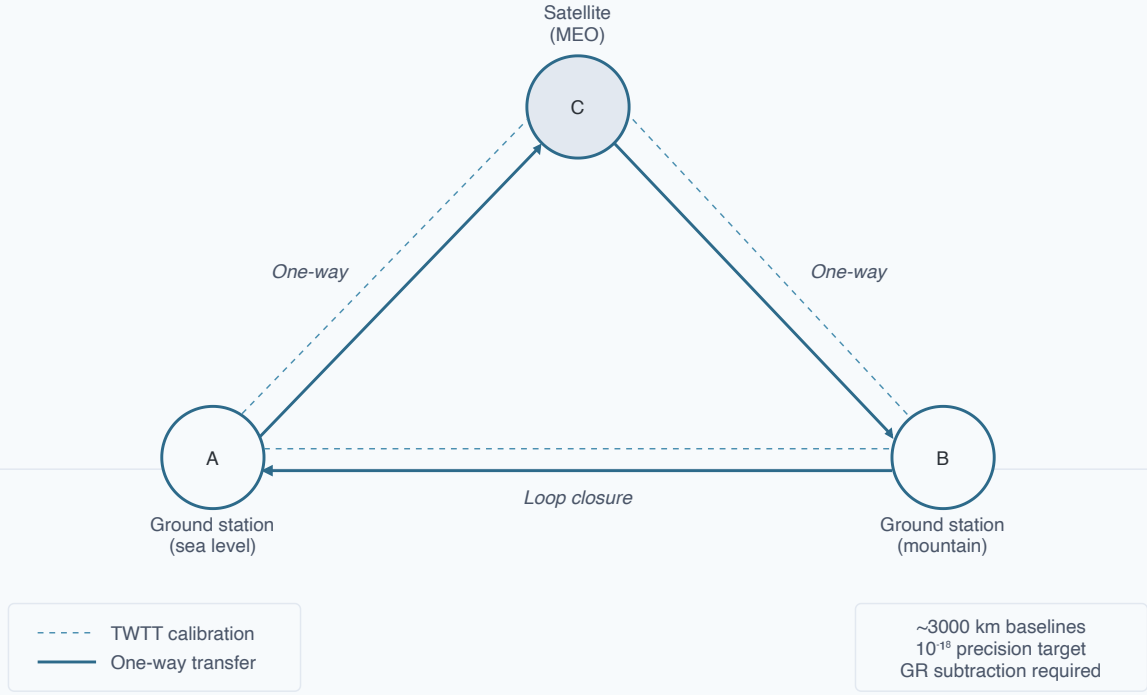 Satellite
(MEO)
C
One-way
One-way
A
B
Loop closure
Ground station
(sea level)
Ground station
(mountain)
TWTT calibration
One-way transfer
~3000 km baselines
10⁻¹⁸ precision target
GR subtraction required